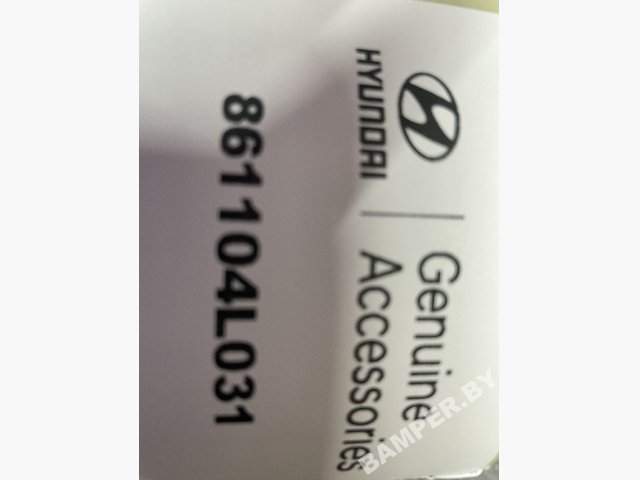 HYUNDAI
Genuine
Accessories
861104L031
BAMPER.BY